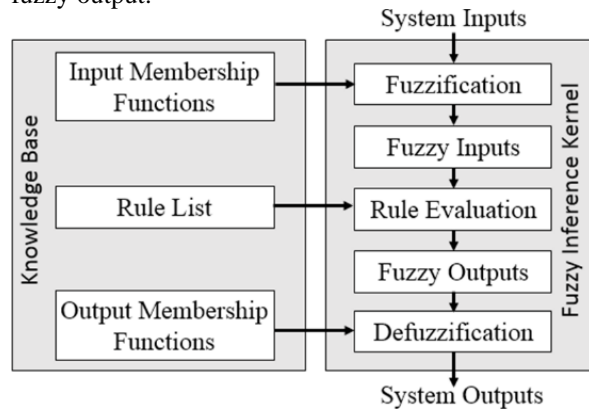 fuzzy output.
System Inputs
Knowledge Base
Input Membership
Functions
Rule List
Output Membership
Functions
Fuzzification
Fuzzy Inputs
Rule Evaluation
Fuzzy Outputs
Defuzzification
Fuzzy Inference Kernel
System Outputs